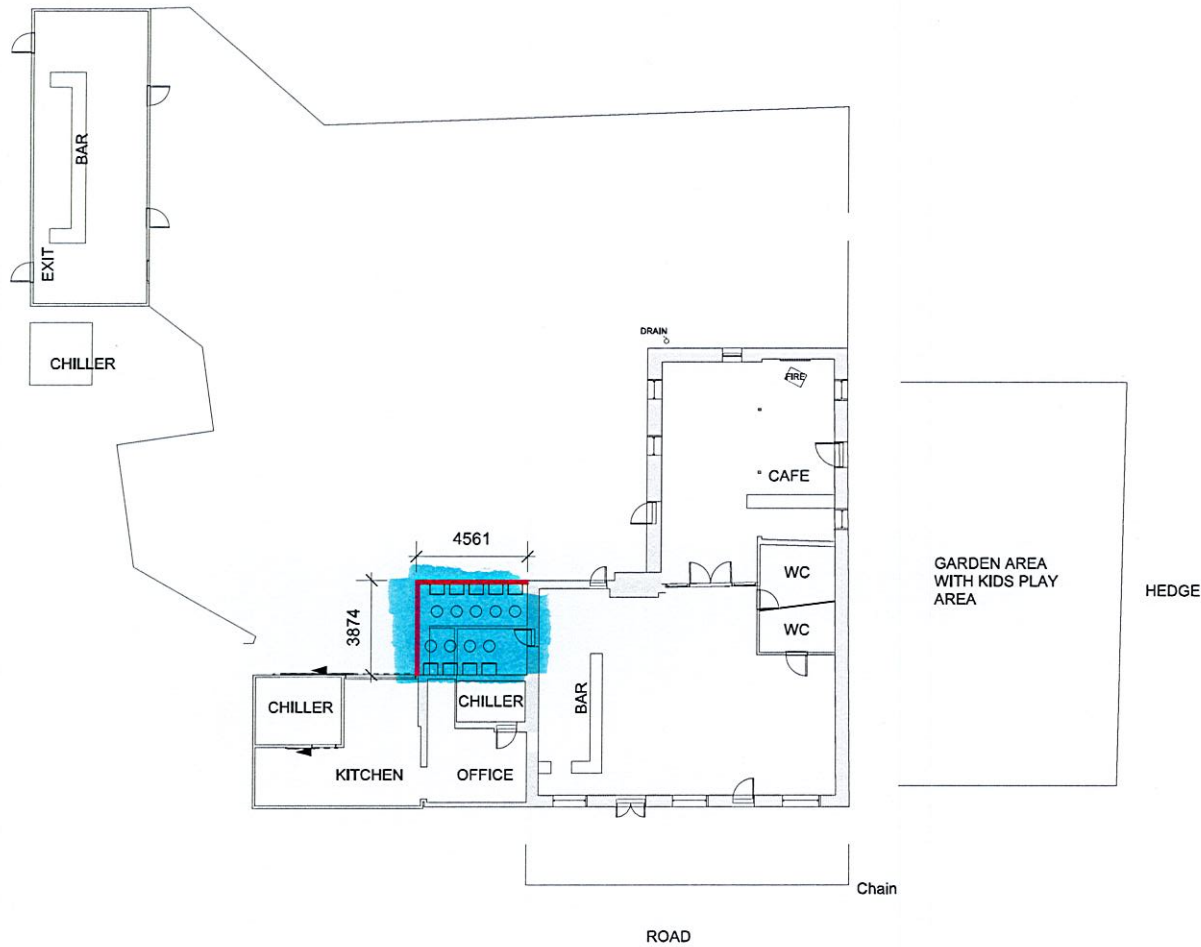 BAR
EXIT
CHILLER
DRAIN
FIRE
CAFE
4561
WC
GARDEN AREA
WITH KIDS PLAY
AREA
HEDGE
3874
WC
CHILLER
CHILLER
BAR
KITCHEN
OFFICE
Chain
ROAD